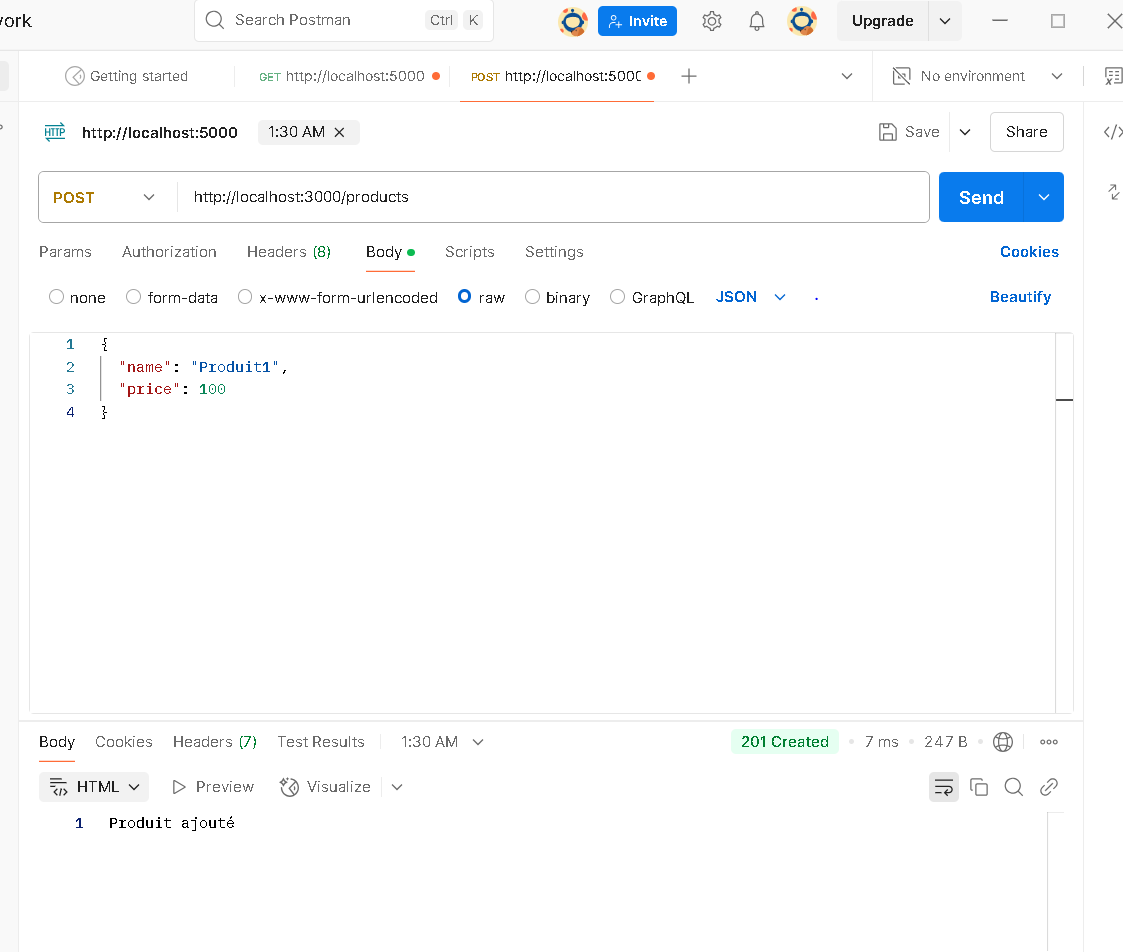 work
Search Postman Ctrl K Invite Upgrade
Getting started GET http://localhost:5000 POST http://localhost:5000 No environment
HTTP http://localhost:5000 1:30 AM Save Share
POST http://localhost:3000/products Send
Params Authorization Headers (8) Body Scripts Settings Cookies
none form-data x-www-form-urlencoded raw binary GraphQL JSON Beautify
1 {
2 "name": "Produit1",
3 "price": 100
4 }
Body Cookies Headers (7) Test Results 1:30 AM 201 Created 7 ms 247 B
HTML Preview Visualize
1 Produit ajouté